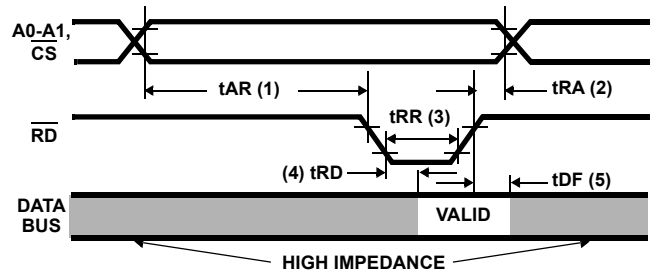 A0-A1,
CS
tAR (1)
tRA (2)
tRR (3)
RD
(4) tRD
tDF (5)
DATA
BUS
VALID
HIGH IMPEDANCE